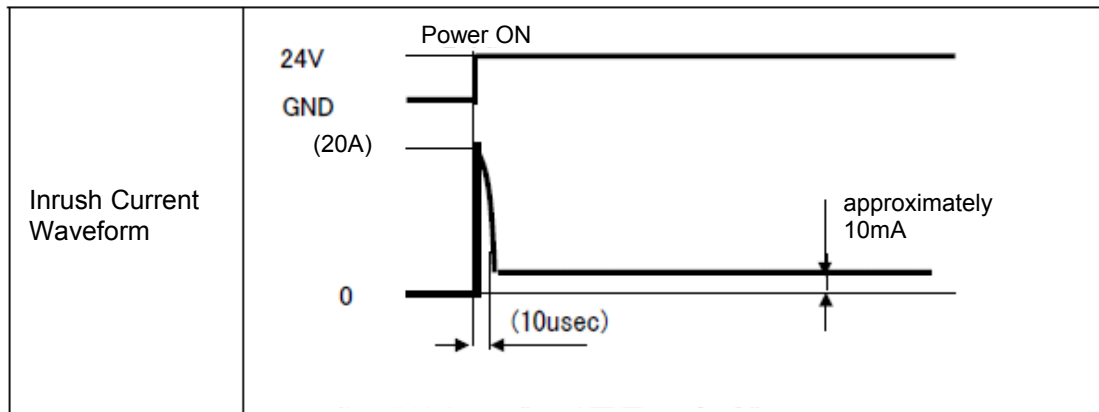 Inrush Current
Waveform
Power ON
24V
GND
(20A)
approximately
10mA
0
(10usec)